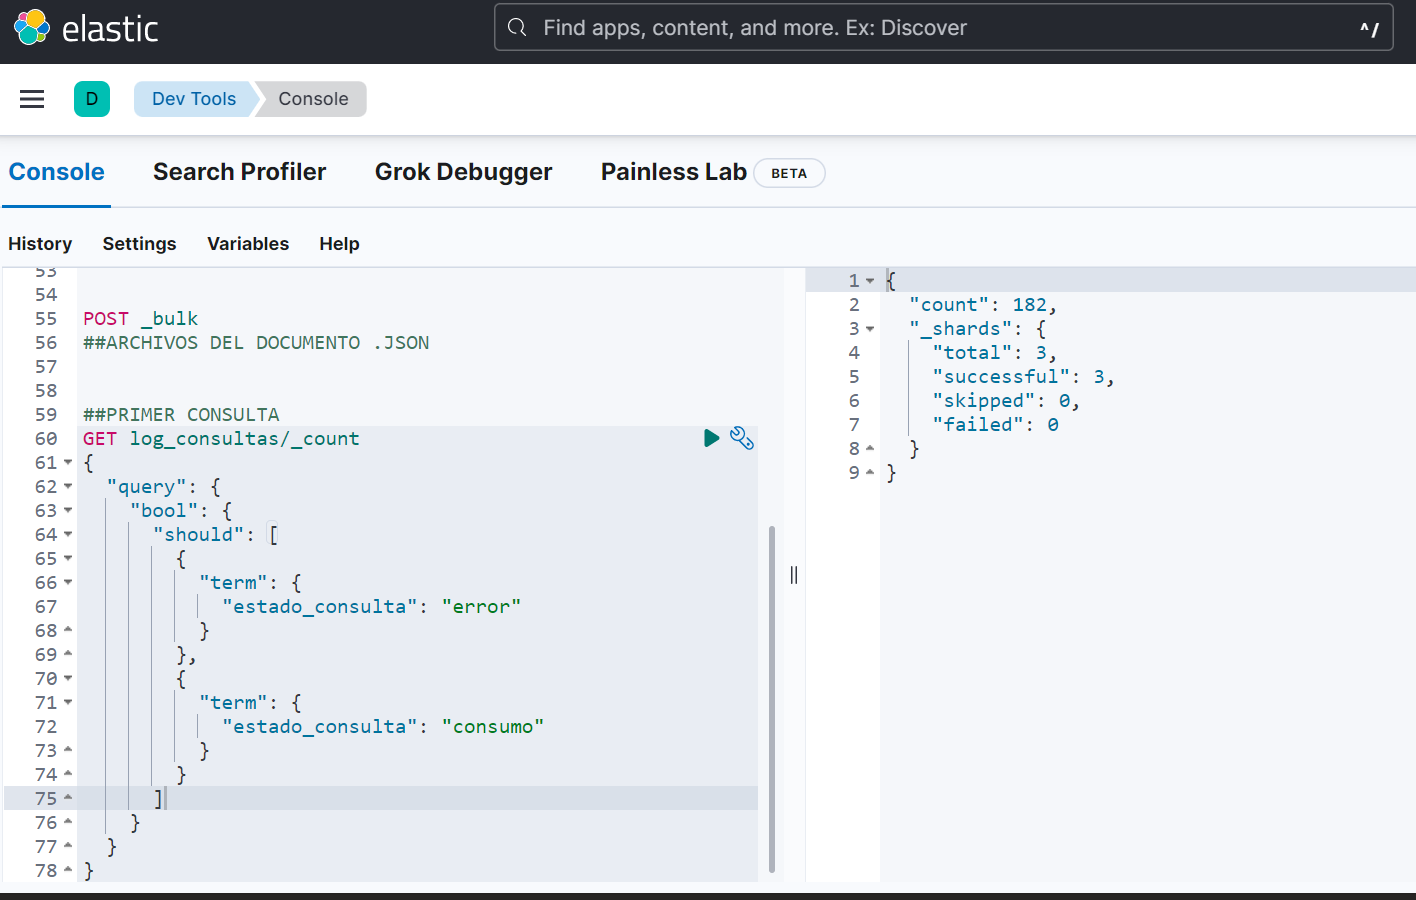 elastic
Find apps, content, and more. Ex: Discover
^/
D
Dev Tools
Console
Console
Search Profiler
Grok Debugger
Painless Lab
BETA
History
Settings
Variables
Help
53
54
55 POST _bulk
56 ##ARCHIVOS DEL DOCUMENTO .JSON
57
58
59 ##PRIMER CONSULTA
60 GET log_consultas/_count
61 {
62 "query": {
63 "bool": {
64 "should": [
65 {
66 "term": {
67 "estado_consulta": "error"
68 }
69 },
70 {
71 "term": {
72 "estado_consulta": "consumo"
73 }
74 }
75 ]
76 }
77 }
78 }
1 {
2 "count": 182,
3 "_shards": {
4 "total": 3,
5 "successful": 3,
6 "skipped": 0,
7 "failed": 0
8 }
9 }